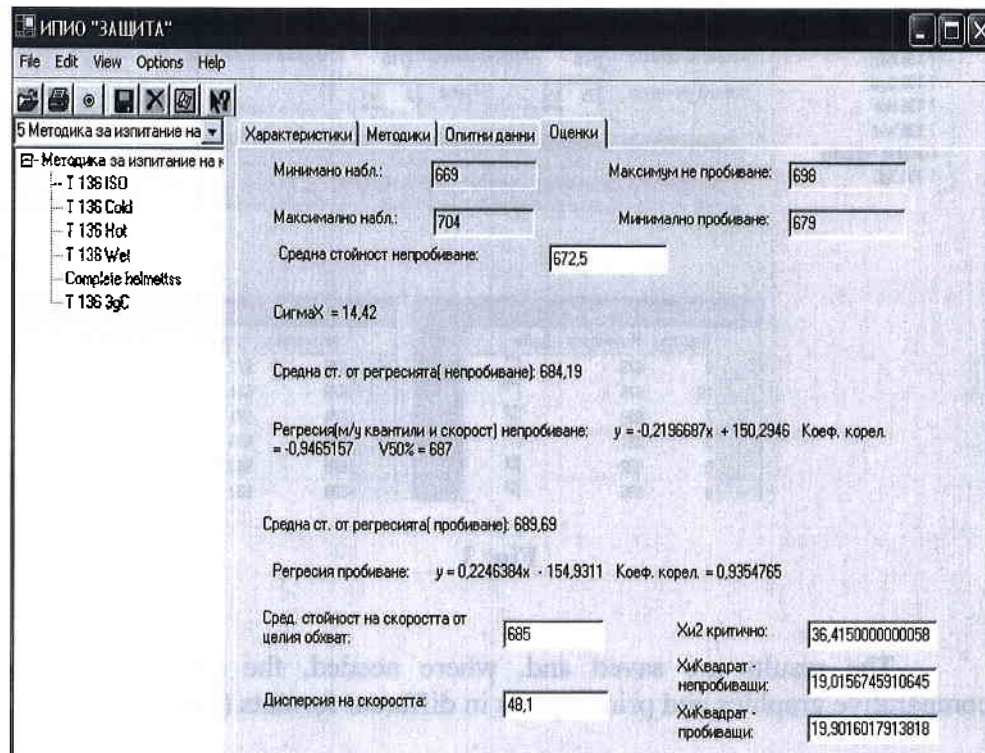 ИПИО "ЗАЩИТА"
File Edit View Options Help
5 Методика за изпитание на
Методика за изпитание на к
T 136 ISO
T 136 Cold
T 136 Hot
T 136 Wet
Complete helmettss
T 136 3gC
Характеристики Методики Опитни данни Оценки
Минимано набл.: 669 Максимум не пробиване: 698
Максимално набл.: 704 Минимално пробиване: 679
Средна стойност непробиване: 672,5
СигмаХ = 14,42
Средна ст. от регресията( непробиване): 684,19
Регресия(м/у квантили и скорост) непробиване: y = -0,2196687x + 150,2946 Коеф. корел.
= -0,9465157 V50% = 687
Средна ст. от регресията( пробиване): 689,69
Регресия пробиване: y = 0,2246384x - 154,9311 Коеф. корел. = 0,9354765
Сред. стойност на скоростта от
целия обхват: 685
Хи2 критично: 36,4150000000058
ХиКвадрат -
непробиващи: 19,0156745910645
Дисперсия на скоростта: 48,1
ХиКвадрат -
пробиващи: 19,9016017913818